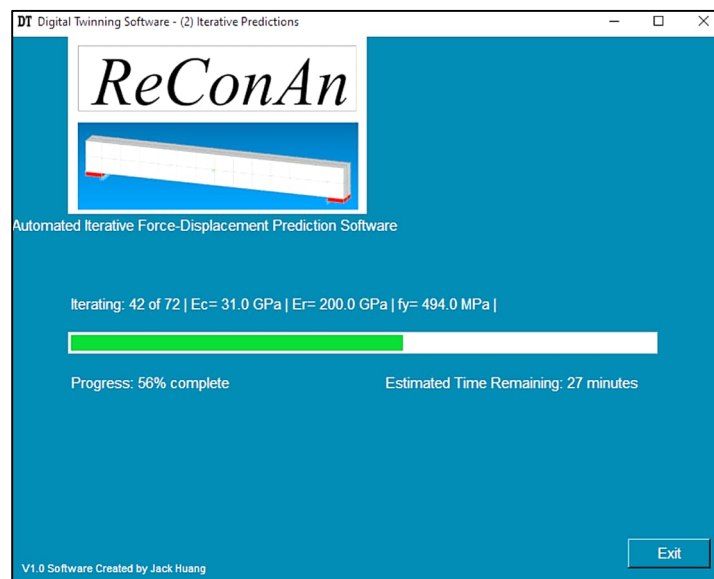 DT Digital Twinning Software - (2) Iterative Predictions
ReConAn
Automated Iterative Force-Displacement Prediction Software
Iterating: 42 of 72 | Ec= 31.0 GPa | Er= 200.0 GPa | fy= 494.0 MPa |
Progress: 56% complete
Estimated Time Remaining: 27 minutes
Exit
V1.0 Software Created by Jack Huang